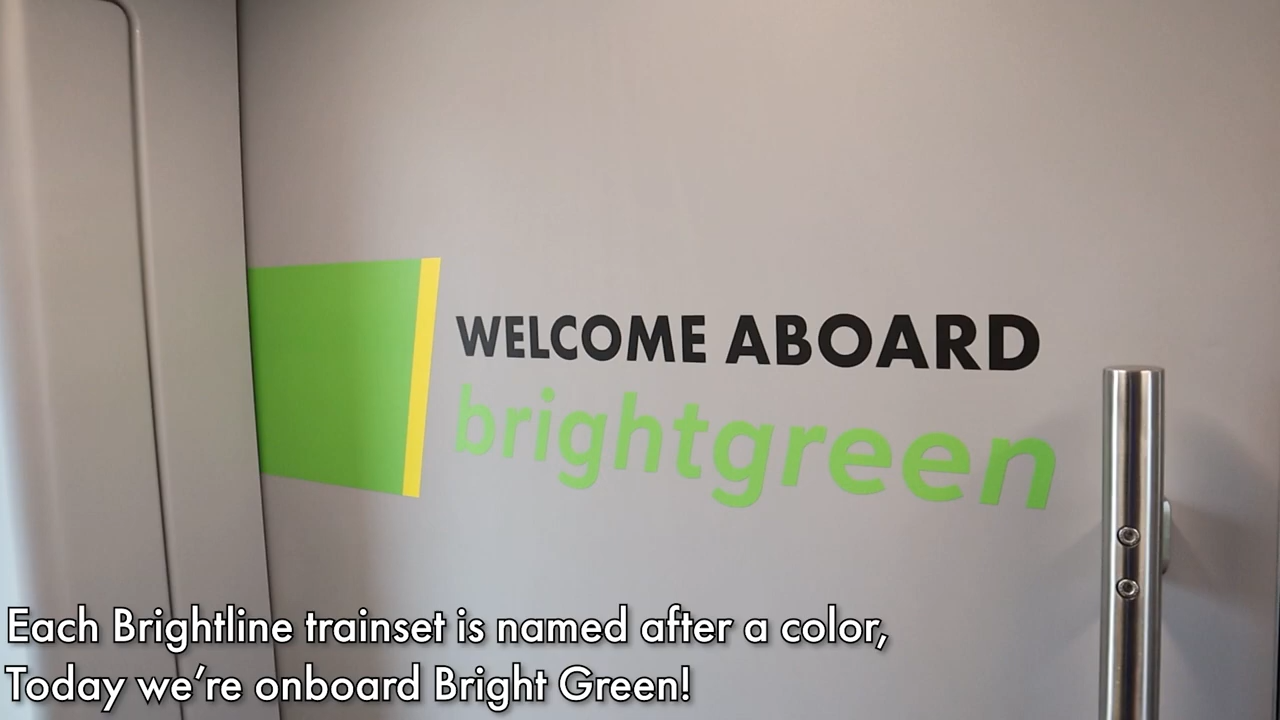 WELCOME ABOARD
brightgreen
Each Brightline trainset is named after a color,
Today we're onboard Bright Green!